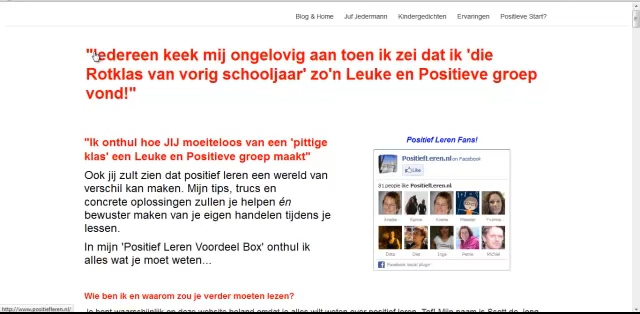 Blog & Home Juf Jedermann Kindergedichten Ervaringen Positieve Start?
"Iedereen keek mij ongelovig aan toen ik zei dat ik 'die
Rotklas van vorig schooljaar' zo'n Leuke en Positieve groep
vond!"
"Ik onthul hoe JIJ moeiteloos van een 'pittige
klas' een Leuke en Positieve groep maakt"
Ook jij zult zien dat positief leren een wereld van
verschil kan maken. Mijn tips, trucs en
concrete oplossingen zullen je helpen én
bewuster maken van je eigen handelen tijdens je
lessen.
In mijn 'Positief Leren Voordeel Box' onthul ik
alles wat je moet weten...
Positief Leren Fans!
PositiefLeren.nl on Facebook
Like
81 people like PositiefLeren.nl
Facebook social plugin
Wie ben ik en waarom zou je verder moeten lezen?
http://www.positiefleren.nl/